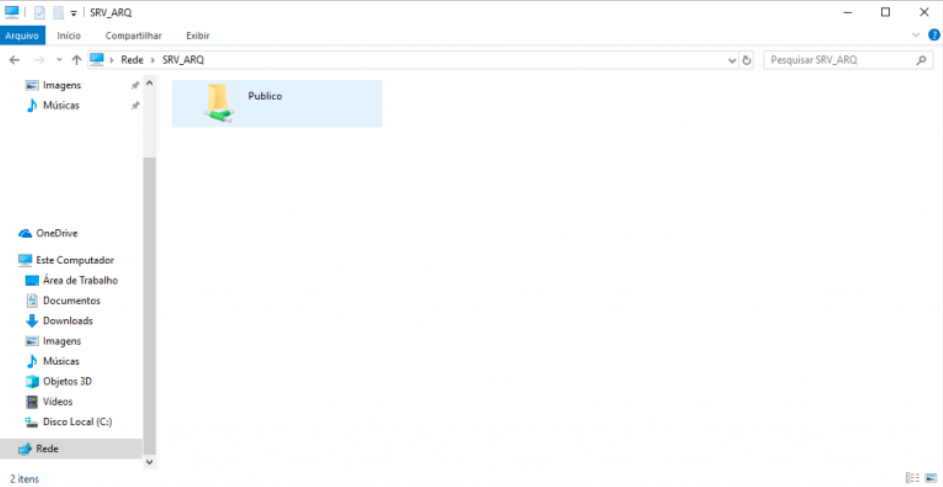 SRV_ARQ
Arquivo Início Compartilhar Exibir
Rede SRV_ARQ Pesquisar SRV_ARQ
Imagens
Músicas
Publico
OneDrive
Este Computador
Área de Trabalho
Documentos
Downloads
Imagens
Músicas
Objetos 3D
Vídeos
Disco Local (C:)
Rede
2 itens